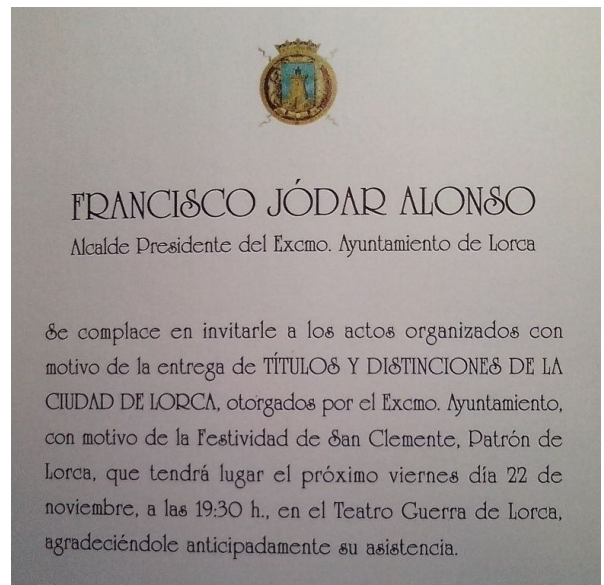 FRANCISCO JÓDAR ALONSO
Alcalde Presidente del Excmo. Ayuntamiento de Lorca
Se complace en invitarle a los actos organizados con
motivo de la entrega de TÍTULOS Y DISTINCIONES DE LA
CIUDAD DE LORCA, otorgados por el Excmo. Ayuntamiento,
con motivo de la Festividad de San Clemente, Patrón de
Lorca, que tendrá lugar el próximo viernes día 22 de
noviembre, a las 19:30 h., en el Teatro Guerra de Lorca,
agradeciéndole anticipadamente su asistencia.